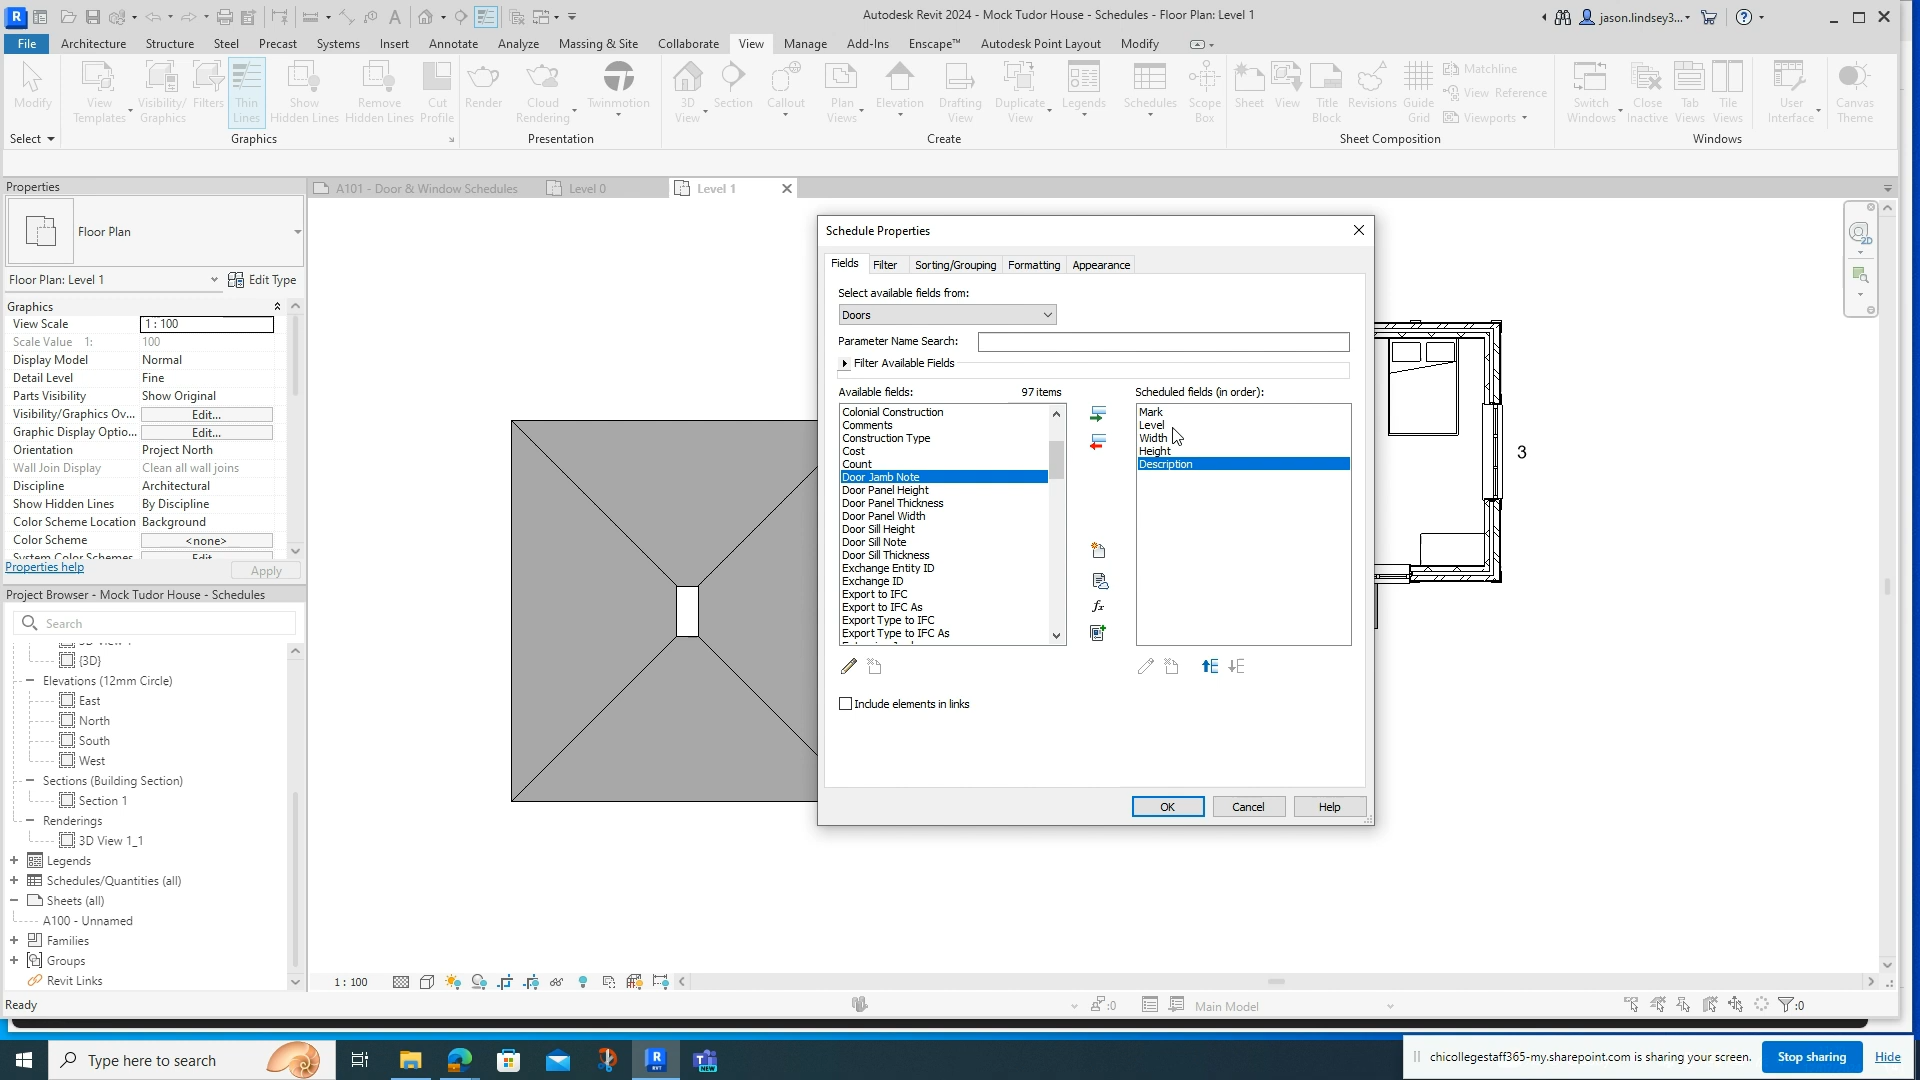 Autodesk Revit 2024 - Mock Tudor House - Schedules - Floor Plan: Level 1
jason.lindsey3...
File Architecture Structure Steel Precast Systems Insert Annotate Analyze Massing & Site Collaborate View Manage Add-Ins Enscape™ Autodesk Point Layout Modify
Modify
View Templates
Visibility/ Graphics
Filters
Thin Lines
Show Hidden Lines
Remove Hidden Lines
Cut Profile
Render
Cloud Rendering
Twinmotion
3D View
Section
Callout
Plan Views
Elevation
Drafting View
Duplicate View
Legends
Schedules
Scope Box
Sheet
View
Title Block
Revisions
Guide Grid
Matchline
View Reference
Viewports
Switch Windows
Close Inactive
Tab Views
Tile Views
User Interface
Canvas Theme
Select Graphics Presentation Create Sheet Composition Windows
Properties
A101 - Door & Window Schedules Level 0 Level 1
Floor Plan
Floor Plan: Level 1 Edit Type
Graphics
View Scale 1 : 100
Scale Value 1: 100
Display Model Normal
Detail Level Fine
Parts Visibility Show Original
Visibility/Graphics Ov... Edit...
Graphic Display Optio... Edit...
Orientation Project North
Wall Join Display Clean all wall joins
Discipline Architectural
Show Hidden Lines By Discipline
Color Scheme Location Background
Color Scheme <none>
System Color Schemes Edit...
Properties help Apply
Project Browser - Mock Tudor House - Schedules
Search
3D View 1
{3D}
Elevations (12mm Circle)
East
North
South
West
Sections (Building Section)
Section 1
Renderings
3D View 1_1
Legends
Schedules/Quantities (all)
Sheets (all)
A100 - Unnamed
Families
Groups
Revit Links
Schedule Properties
Fields Filter Sorting/Grouping Formatting Appearance
Select available fields from:
Doors
Parameter Name Search:
Filter Available Fields
Available fields: 97 items
Colonial Construction
Comments
Construction Type
Cost
Count
Door Jamb Note
Door Panel Height
Door Panel Thickness
Door Panel Width
Door Sill Height
Door Sill Note
Door Sill Thickness
Exchange Entity ID
Exchange ID
Export to IFC
Export to IFC As
Export Type to IFC
Export Type to IFC As
Scheduled fields (in order):
Mark
Level
Width
Height
Description
fx
Include elements in links
OK Cancel Help
3
2D
1 : 100
Ready
:0
Main Model
:0
Type here to search
chicollegestaff365-my.sharepoint.com is sharing your screen. Stop sharing Hide